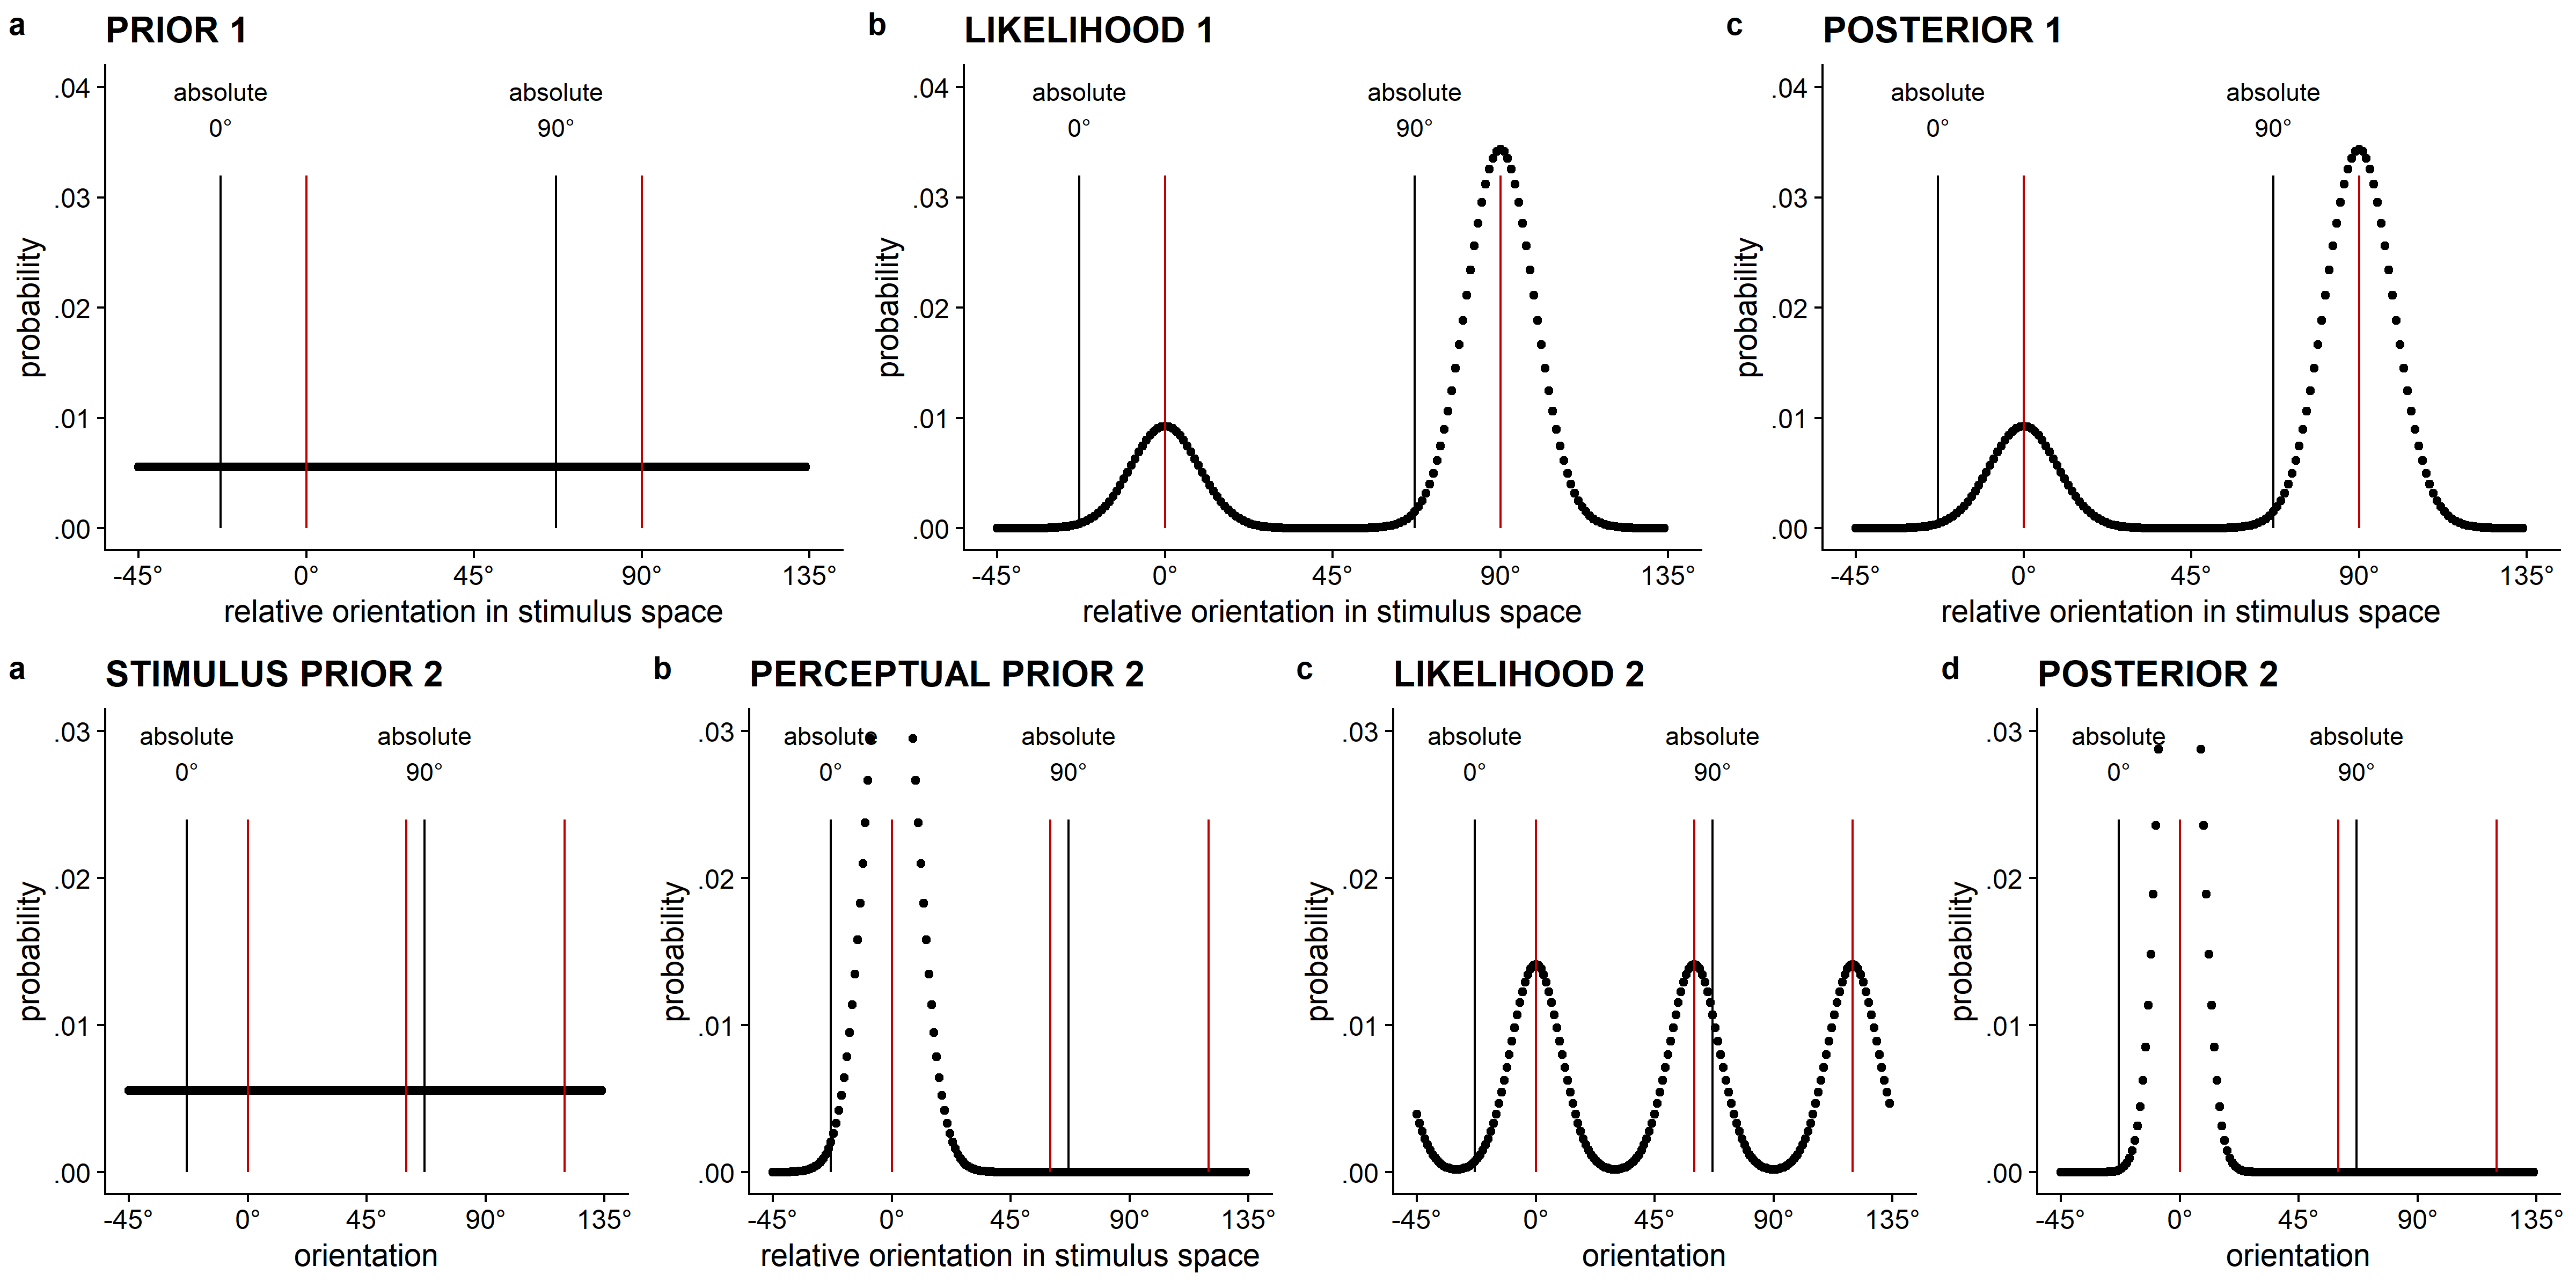 a PRIOR 1
absolute 0°
absolute 90°
.04
.03
.02
.01
.00
probability
-45° 0° 45° 90° 135°
relative orientation in stimulus space
b LIKELIHOOD 1
absolute 0°
absolute 90°
.04
.03
.02
.01
.00
probability
-45° 0° 45° 90° 135°
relative orientation in stimulus space
c POSTERIOR 1
absolute 0°
absolute 90°
.04
.03
.02
.01
.00
probability
-45° 0° 45° 90° 135°
relative orientation in stimulus space
a STIMULUS PRIOR 2
absolute 0°
absolute 90°
.03
.02
.01
.00
probability
-45° 0° 45° 90° 135°
orientation
b PERCEPTUAL PRIOR 2
absolute 0°
absolute 90°
.03
.02
.01
.00
probability
-45° 0° 45° 90° 135°
relative orientation in stimulus space
c LIKELIHOOD 2
absolute 0°
absolute 90°
.03
.02
.01
.00
probability
-45° 0° 45° 90° 135°
orientation
d POSTERIOR 2
absolute 0°
absolute 90°
.03
.02
.01
.00
probability
-45° 0° 45° 90° 135°
orientation